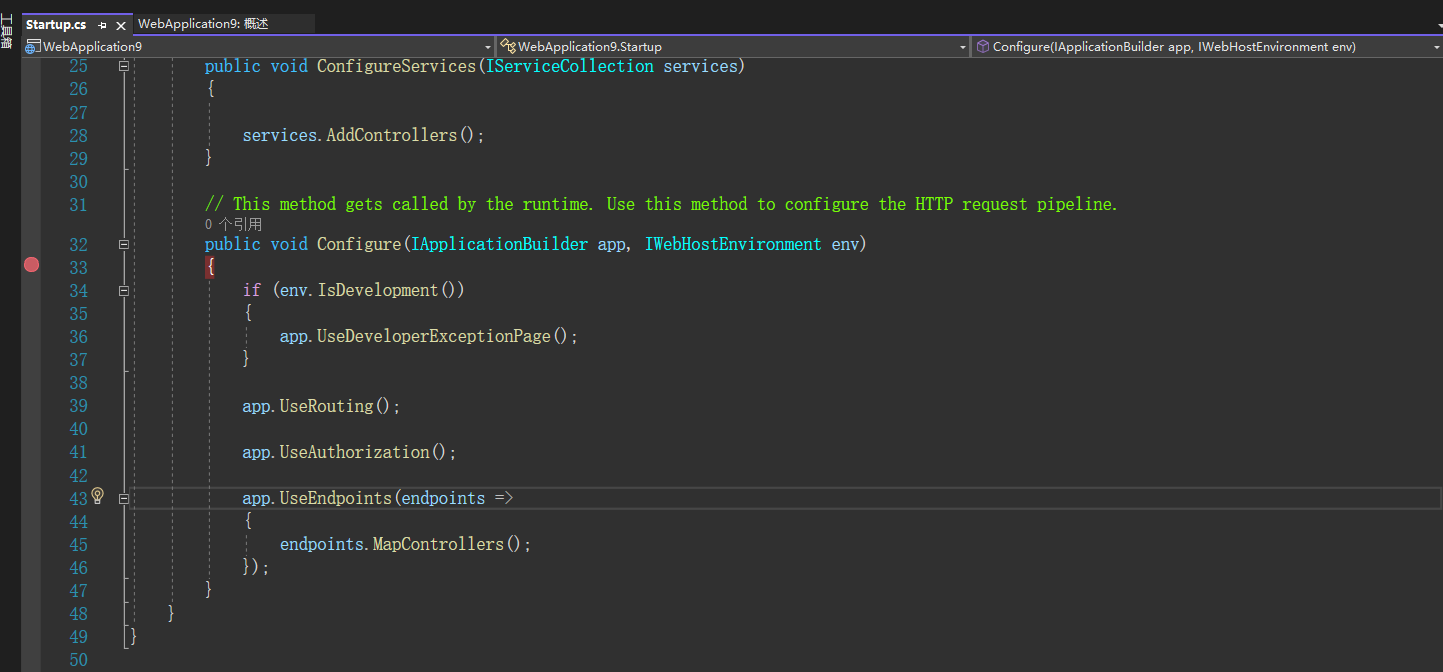 工具箱
Startup.cs WebApplication9: 概述
WebApplication9 WebApplication9.Startup Configure(IApplicationBuilder app, IWebHostEnvironment env)
25 public void ConfigureServices(IServiceCollection services)
26 {
27
28 services.AddControllers();
29 }
30
31 // This method gets called by the runtime. Use this method to configure the HTTP request pipeline.
0 个引用
32 public void Configure(IApplicationBuilder app, IWebHostEnvironment env)
33 {
34 if (env.IsDevelopment())
35 {
36 app.UseDeveloperExceptionPage();
37 }
38
39 app.UseRouting();
40
41 app.UseAuthorization();
42
43 app.UseEndpoints(endpoints =>
44 {
45 endpoints.MapControllers();
46 });
47 }
48 }
49 }
50